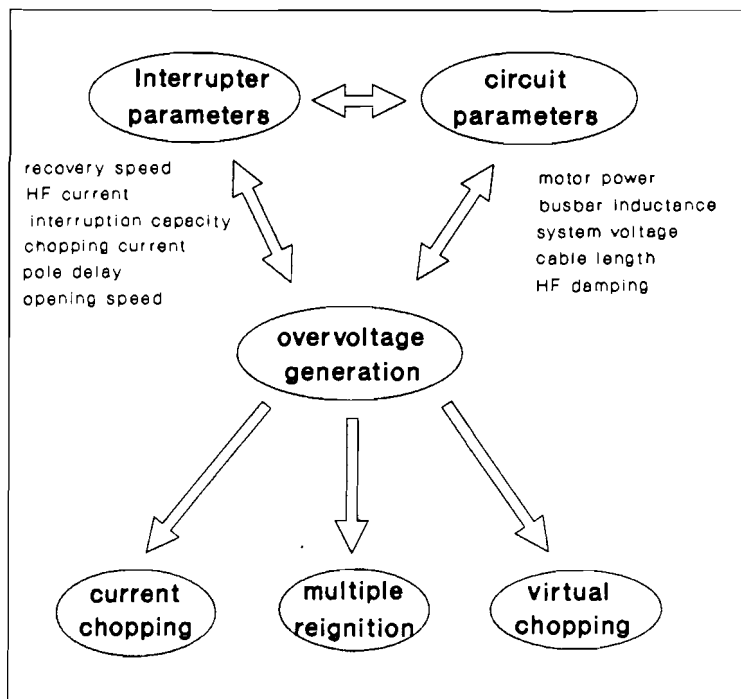 Interrupter
parameters
circuit
parameters
recovery speed
HF current
interruption capacity
chopping current
pole delay
opening speed
motor power
busbar inductance
system voltage
cable length
HF damping
overvoltage
generation
current
chopping
multiple
reignition
virtual
chopping